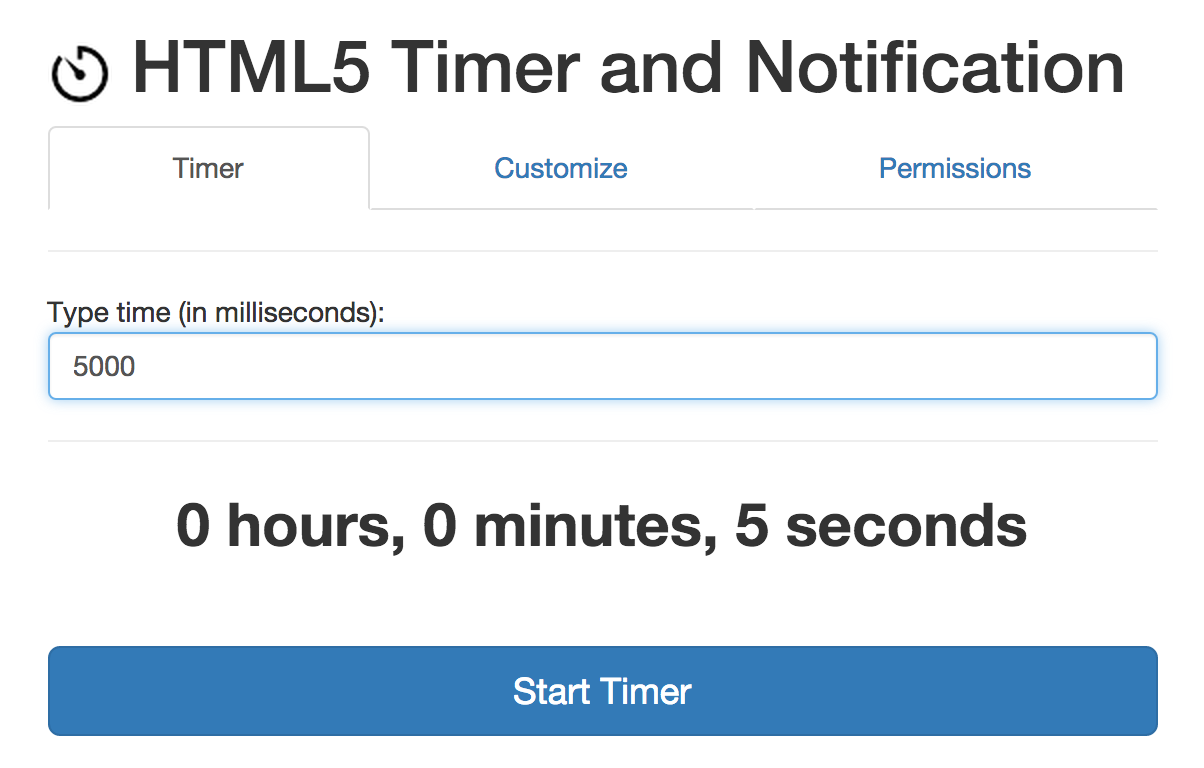 HTML5 Timer and Notification
Timer Customize Permissions
Type time (in milliseconds):
5000
0 hours, 0 minutes, 5 seconds
Start Timer